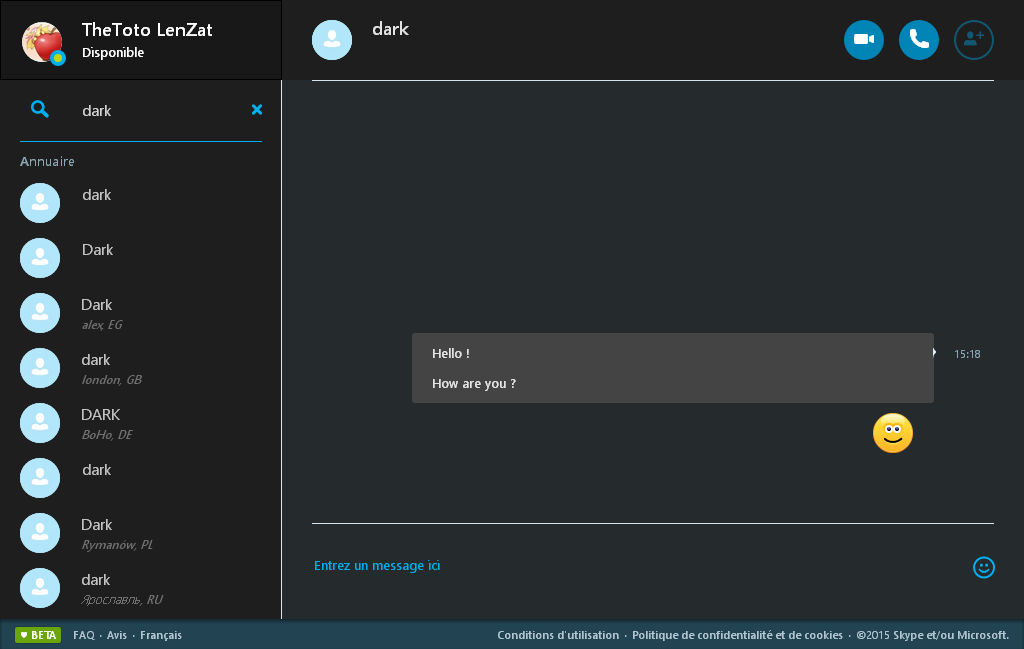 TheToto LenZat
Disponible
dark
Annuaire
dark
Dark
Dark
alex, EG
dark
london, GB
DARK
BoHo, DE
dark
Dark
Rymanów, PL
dark
Ярославль, RU
dark
Hello !
15:18
How are you ?
Entrez un message ici
BETA FAQ · Avis · Français
Conditions d'utilisation · Politique de confidentialité et de cookies · ©2015 Skype et/ou Microsoft.